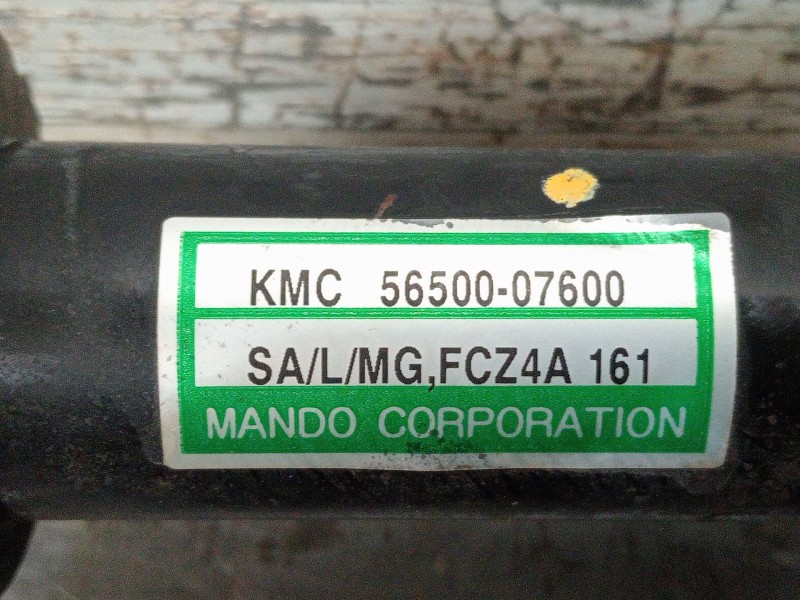 KMC 56500-07600
SA/L/MG,FCZ4A 161
MANDO CORPORATION